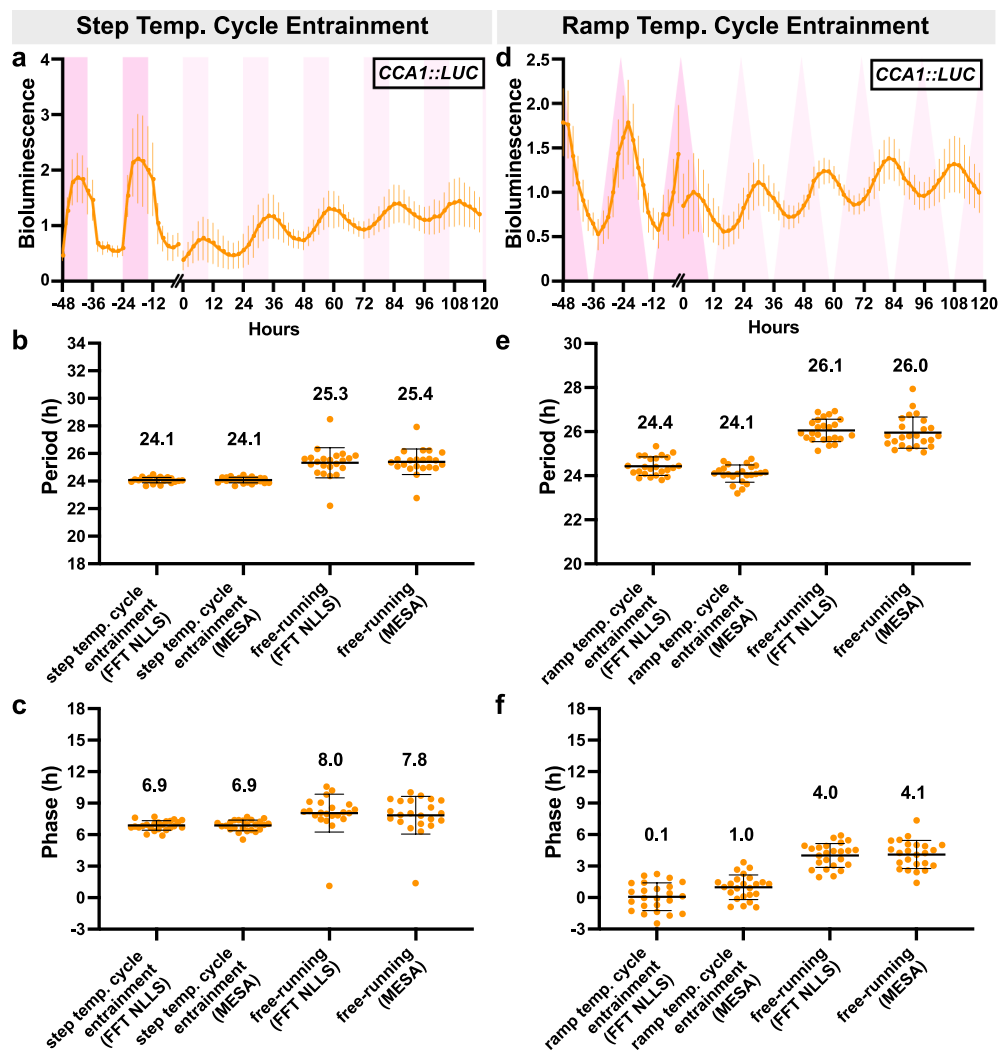 Step Temp. Cycle Entrainment
Ramp Temp. Cycle Entrainment
a
CCA1::LUC
Bioluminescence
4
3
2
1
0
-48 -36 -24 -12 0 12 24 36 48 60 72 84 96 108 120
Hours
d
CCA1::LUC
Bioluminescence
2.5
2.0
1.5
1.0
0.5
0
-48 -36 -24 -12 0 12 24 36 48 60 72 84 96 108 120
Hours
b
Period (h)
34
32
30
28
26
24
22
20
18
24.1 24.1 25.3 25.4
step temp. cycle
entrainment
(FFT NLLS)
step temp. cycle
entrainment
(MESA)
free-running
(FFT NLLS)
free-running
(MESA)
e
Period (h)
30
28
26
24
22
20
24.4 24.1 26.1 26.0
ramp temp. cycle
entrainment
(FFT NLLS)
ramp temp. cycle
entrainment
(MESA)
free-running
(FFT NLLS)
free-running
(MESA)
c
Phase (h)
18
15
12
9
6
3
0
-3
6.9 6.9 8.0 7.8
step temp. cycle
entrainment
(FFT NLLS)
step temp. cycle
entrainment
(MESA)
free-running
(FFT NLLS)
free-running
(MESA)
f
Phase (h)
18
15
12
9
6
3
0
-3
0.1 1.0 4.0 4.1
ramp temp. cycle
entrainment
(FFT NLLS)
ramp temp. cycle
entrainment
(MESA)
free-running
(FFT NLLS)
free-running
(MESA)